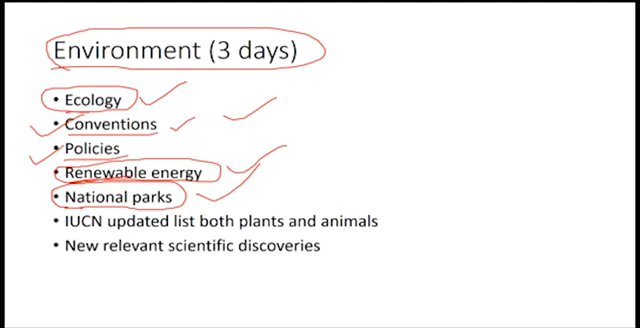 Environment (3 days)
• Ecology
• Conventions
• Policies
• Renewable energy
• National parks
• IUCN updated list both plants and animals
• New relevant scientific discoveries